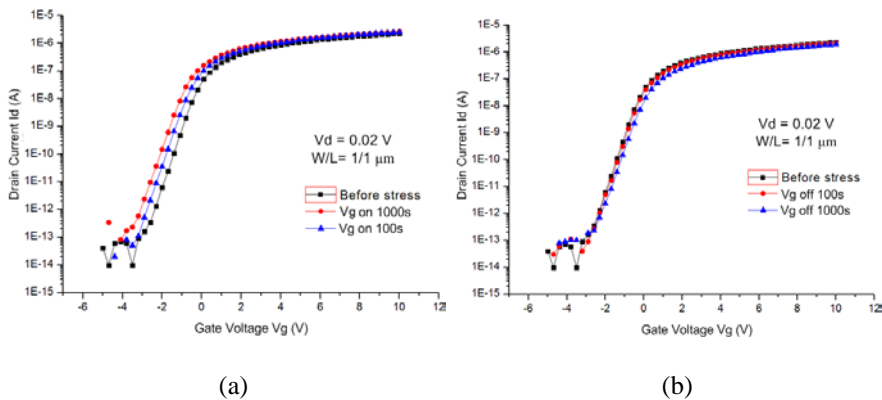 1E-5
1E-6
1E-7
1E-8
1E-9
1E-10
1E-11
1E-12
1E-13
1E-14
1E-15
Drain Current Id (A)
Vd = 0.02 V
W/L= 1/1 μm
Before stress
Vg on 1000s
Vg on 100s
-6 -4 -2 0 2 4 6 8 10 12
Gate Voltage Vg (V)
(a)
1E-5
1E-6
1E-7
1E-8
1E-9
1E-10
1E-11
1E-12
1E-13
1E-14
1E-15
Drain Current Id (A)
Vd = 0.02 V
W/L= 1/1 μm
Before stress
Vg off 100s
Vg off 1000s
-6 -4 -2 0 2 4 6 8 10 12
Gate Voltage Vg (V)
(b)